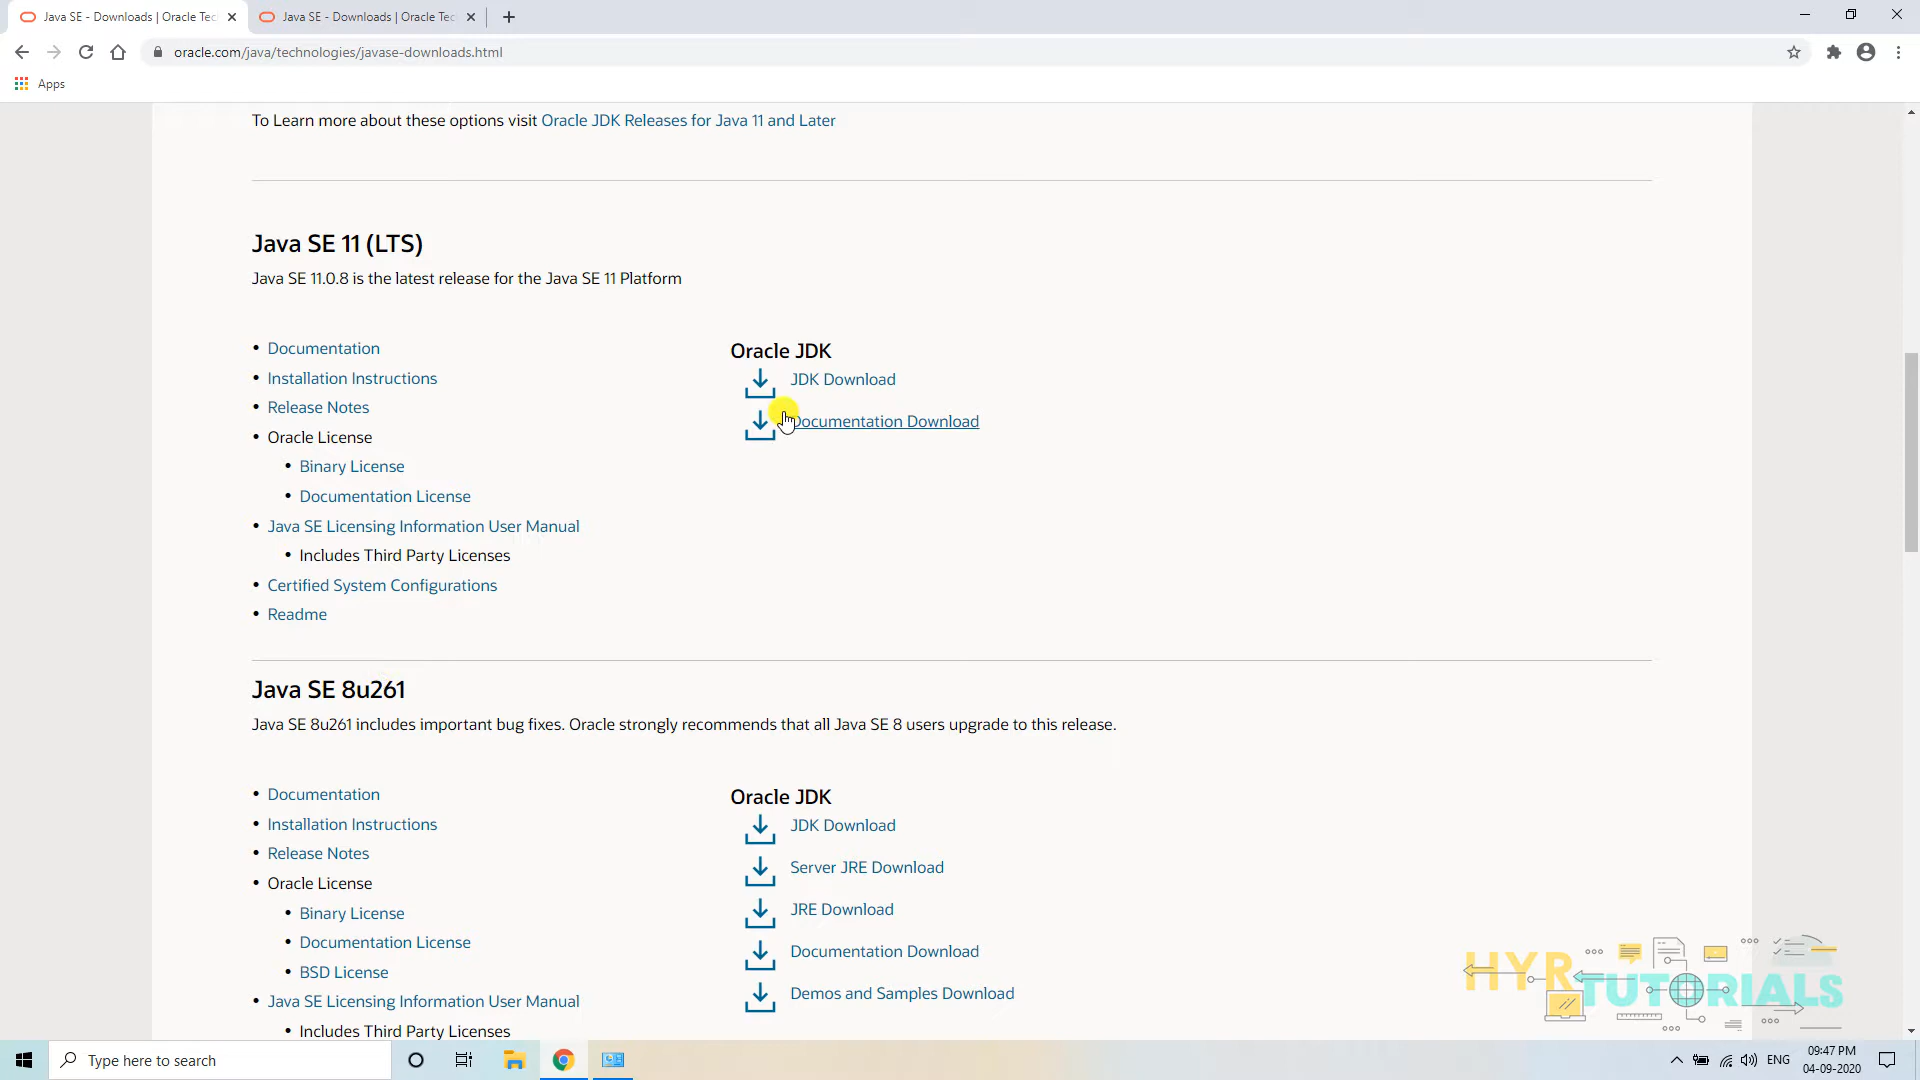 Java SE - Downloads | Oracle Tec
Java SE - Downloads | Oracle Tec
oracle.com/java/technologies/javase-downloads.html
Apps
To Learn more about these options visit Oracle JDK Releases for Java 11 and Later
Java SE 11 (LTS)
Java SE 11.0.8 is the latest release for the Java SE 11 Platform
• Documentation
• Installation Instructions
• Release Notes
• Oracle License
• Binary License
• Documentation License
• Java SE Licensing Information User Manual
• Includes Third Party Licenses
• Certified System Configurations
• Readme
Oracle JDK
JDK Download
Documentation Download
Java SE 8u261
Java SE 8u261 includes important bug fixes. Oracle strongly recommends that all Java SE 8 users upgrade to this release.
• Documentation
• Installation Instructions
• Release Notes
• Oracle License
• Binary License
• Documentation License
• BSD License
• Java SE Licensing Information User Manual
• Includes Third Party Licenses
Oracle JDK
JDK Download
Server JRE Download
JRE Download
Documentation Download
Demos and Samples Download
HYR TUTORIALS
Type here to search
ENG
09:47 PM
04-09-2020